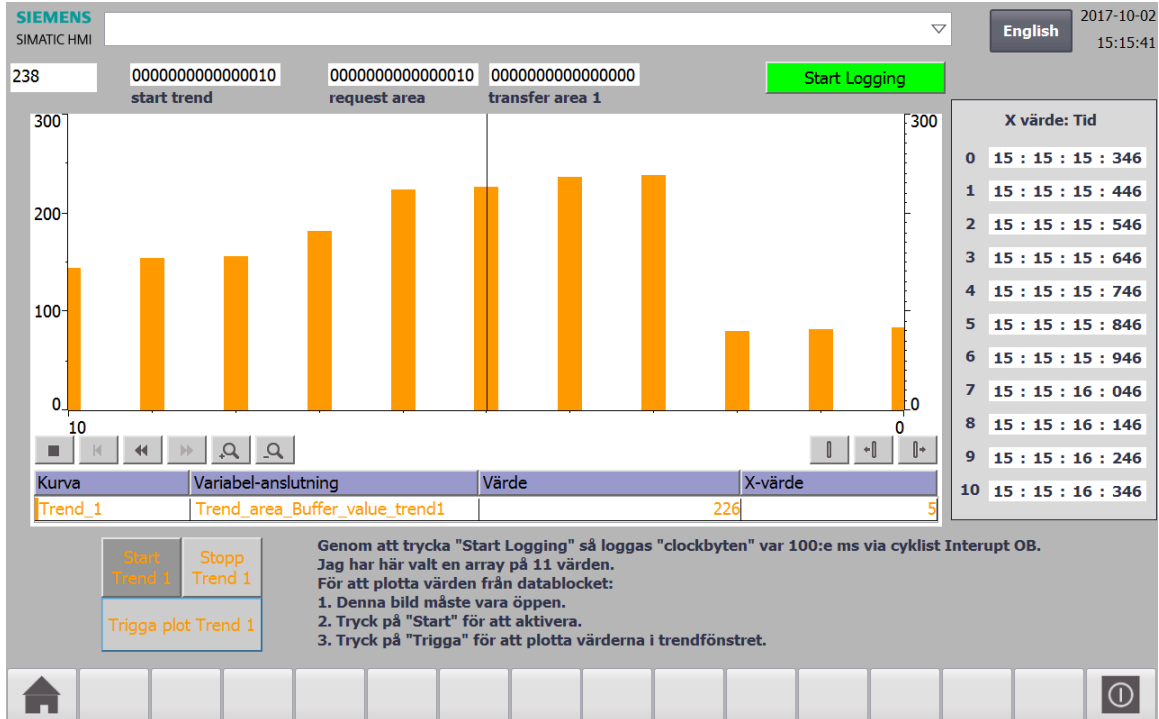 SIEMENS
SIMATIC HMI
English
2017-10-02
15:15:41
238
0000000000000010
0000000000000010
0000000000000000
Start Logging
start trend
request area
transfer area 1
300
200
100
0
10
300
0
0
X värde: Tid
0 15 : 15 : 15 : 346
1 15 : 15 : 15 : 446
2 15 : 15 : 15 : 546
3 15 : 15 : 15 : 646
4 15 : 15 : 15 : 746
5 15 : 15 : 15 : 846
6 15 : 15 : 15 : 946
7 15 : 15 : 16 : 046
8 15 : 15 : 16 : 146
9 15 : 15 : 16 : 246
10 15 : 15 : 16 : 346
Kurva Variabel-anslutning Värde X-värde
Trend_1 Trend_area_Buffer_value_trend1 226 5
Start
Trend 1
Stopp
Trend 1
Trigga plot Trend 1
Genom att trycka "Start Logging" så loggas "clockbyten" var 100:e ms via cyklist Interupt OB.
Jag har här valt en array på 11 värden.
För att plotta värden från datablocket:
1. Denna bild måste vara öppen.
2. Tryck på "Start" för att aktivera.
3. Tryck på "Trigga" för att plotta värderna i trendfönstret.